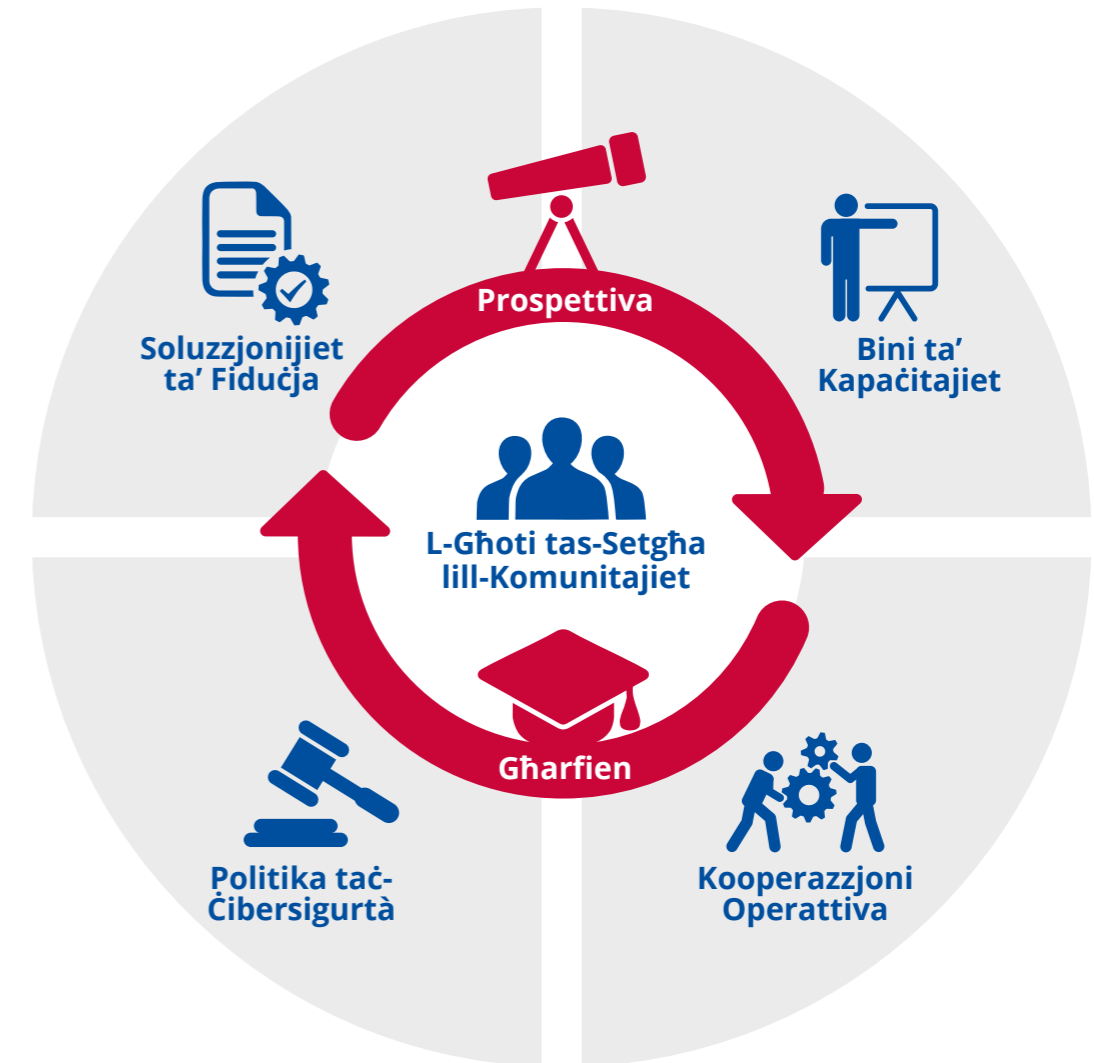 Prospettiva
Soluzzjonijiet
ta’ Fiduċja
Bini ta’
Kapaċitajiet
L-Għoti tas-Setgħa
lill-Komunitajiet
Għarfien
Politika taċ-
Ċibersigurtà
Kooperazzjoni
Operattiva